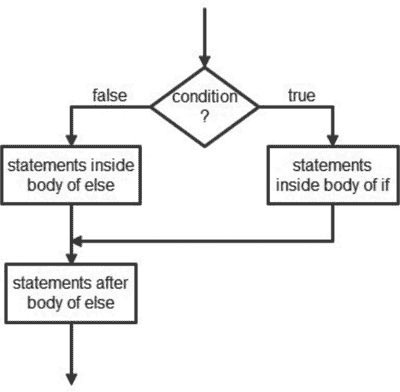 false
condition
?
true
statements inside
body of else
statements
inside body of if
statements after
body of else